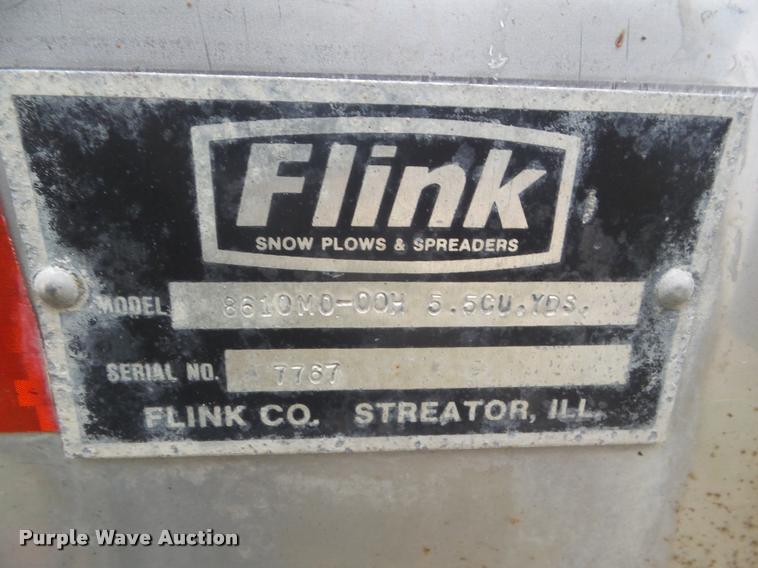 Flink
SNOW PLOWS & SPREADERS
MODEL 8610MO-00H 5.5CU.YDS.
SERIAL NO. 7767
FLINK CO. STREATOR, ILL.
Purple Wave Auction